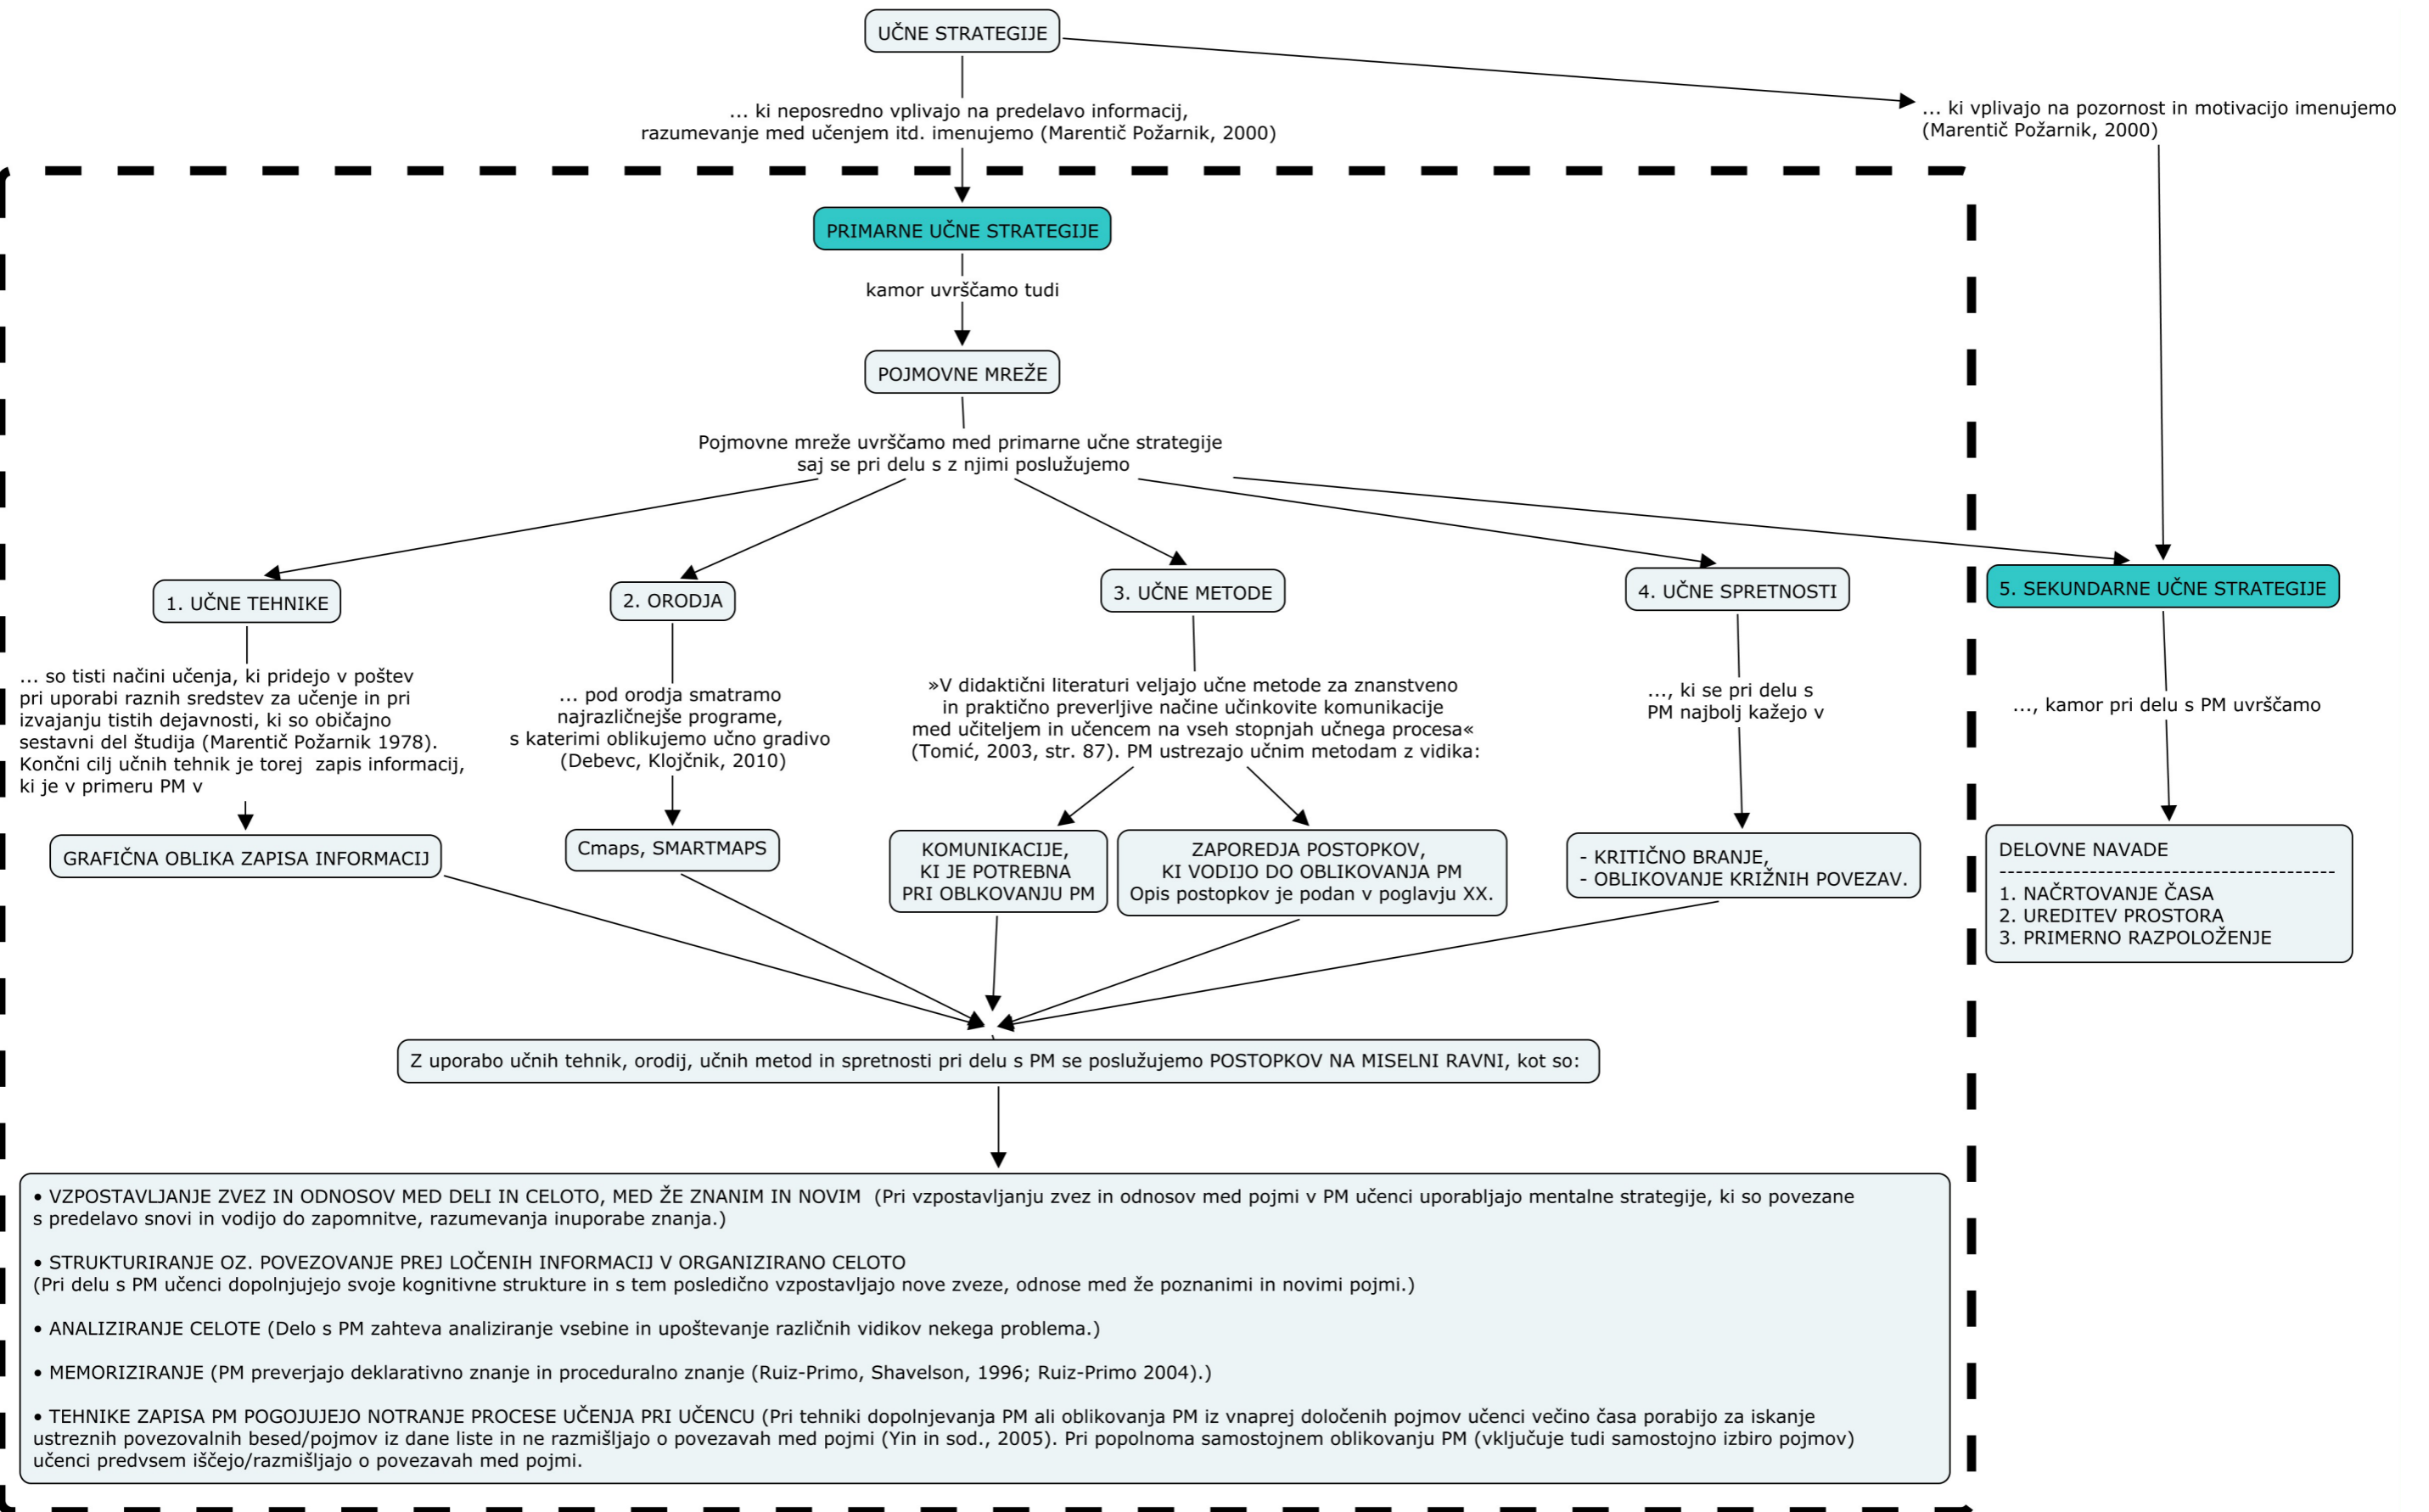 UČNE STRATEGIJE
... ki neposredno vplivajo na predelavo informacij,
razumevanje med učenjem itd. imenujemo (Marentič Požarnik, 2000)
... ki vplivajo na pozornost in motivacijo imenujemo
(Marentič Požarnik, 2000)
PRIMARNE UČNE STRATEGIJE
kamor uvrščamo tudi
POJMOVNE MREŽE
Pojmovne mreže uvrščamo med primarne učne strategije
saj se pri delu s z njimi poslužujemo
1. UČNE TEHNIKE
2. ORODJA
3. UČNE METODE
4. UČNE SPRETNOSTI
5. SEKUNDARNE UČNE STRATEGIJE
... so tisti načini učenja, ki pridejo v poštev
pri uporabi raznih sredstev za učenje in pri
izvajanju tistih dejavnosti, ki so običajno
sestavni del študija (Marentič Požarnik 1978).
Končni cilj učnih tehnik je torej  zapis informacij,
ki je v primeru PM v
... pod orodja smatramo
najrazličnejše programe,
s katerimi oblikujemo učno gradivo
(Debevc, Klojčnik, 2010)
»V didaktični literaturi veljajo učne metode za znanstveno
in praktično preverljive načine učinkovite komunikacije
med učiteljem in učencem na vseh stopnjah učnega procesa«
(Tomić, 2003, str. 87). PM ustrezajo učnim metodam z vidika:
..., ki se pri delu s
PM najbolj kažejo v
..., kamor pri delu s PM uvrščamo
GRAFIČNA OBLIKA ZAPISA INFORMACIJ
Cmaps, SMARTMAPS
KOMUNIKACIJE,
KI JE POTREBNA
PRI OBLKOVANJU PM
ZAPOREDJA POSTOPKOV,
KI VODIJO DO OBLIKOVANJA PM
Opis postopkov je podan v poglavju XX.
- KRITIČNO BRANJE,
- OBLIKOVANJE KRIŽNIH POVEZAV.
DELOVNE NAVADE
----------------------------------------
1. NAČRTOVANJE ČASA
2. UREDITEV PROSTORA
3. PRIMERNO RAZPOLOŽENJE
Z uporabo učnih tehnik, orodij, učnih metod in spretnosti pri delu s PM se poslužujemo POSTOPKOV NA MISELNI RAVNI, kot so:
• VZPOSTAVLJANJE ZVEZ IN ODNOSOV MED DELI IN CELOTO, MED ŽE ZNANIM IN NOVIM  (Pri vzpostavljanju zvez in odnosov med pojmi v PM učenci uporabljajo mentalne strategije, ki so povezane
s predelavo snovi in vodijo do zapomnitve, razumevanja inuporabe znanja.)
• STRUKTURIRANJE OZ. POVEZOVANJE PREJ LOČENIH INFORMACIJ V ORGANIZIRANO CELOTO
(Pri delu s PM učenci dopolnjujejo svoje kognitivne strukture in s tem posledično vzpostavljajo nove zveze, odnose med že poznanimi in novimi pojmi.)
• ANALIZIRANJE CELOTE (Delo s PM zahteva analiziranje vsebine in upoštevanje različnih vidikov nekega problema.)
• MEMORIZIRANJE (PM preverjajo deklarativno znanje in proceduralno znanje (Ruiz-Primo, Shavelson, 1996; Ruiz-Primo 2004).)
• TEHNIKE ZAPISA PM POGOJUJEJO NOTRANJE PROCESE UČENJA PRI UČENCU (Pri tehniki dopolnjevanja PM ali oblikovanja PM iz vnaprej določenih pojmov učenci večino časa porabijo za iskanje
ustreznih povezovalnih besed/pojmov iz dane liste in ne razmišljajo o povezavah med pojmi (Yin in sod., 2005). Pri popolnoma samostojnem oblikovanju PM (vključuje tudi samostojno izbiro pojmov)
učenci predvsem iščejo/razmišljajo o povezavah med pojmi.